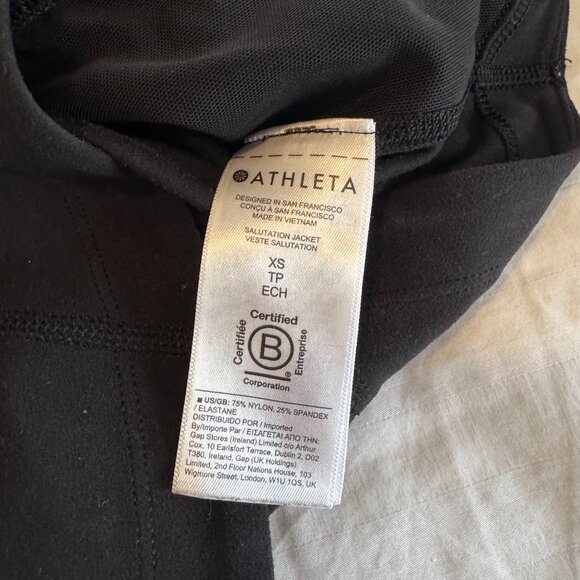 ATHLETA
DESIGNED IN SAN FRANCISCO
CONÇU À SAN FRANCISCO
MADE IN VIETNAM
SALUTATION JACKET
VESTE SALUTATION
XS
TP
ECH
Certified
Certifiée
B
Entreprise
®
Corporation
US/GB: 75% NYLON, 25% SPANDEX
/ ELASTANE
DISTRIBUIDO POR / Imported
By/Importe Par / ΕΙΣΑΓΕΤΑΙ ΑΠΟ ΤΗΝ:
Gap Stores (Ireland) Limited c/o Arthur
Cox, 10 Earlsfort Terrace, Dublin 2, D02
T380, Ireland, Gap (UK Holdings)
Limited, 2nd Floor Nations House, 103
Wigmore Street, London, W1U 1QS, UK